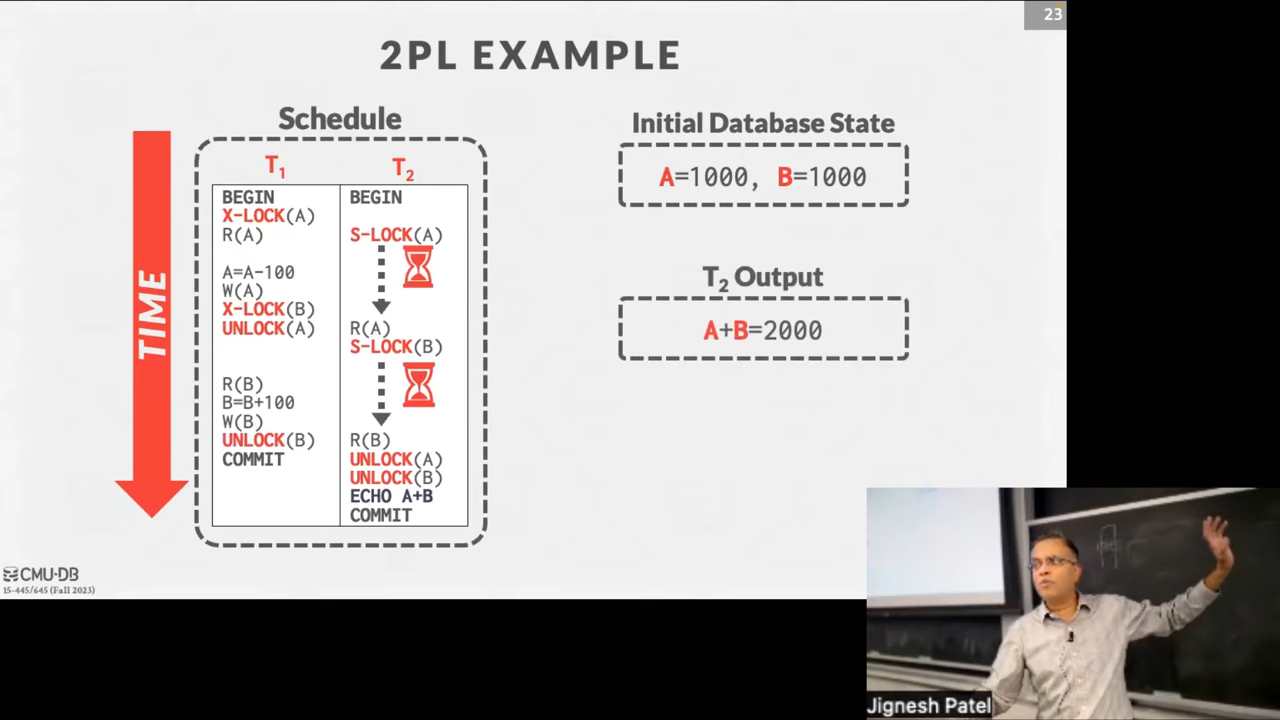 23
2PL EXAMPLE
Schedule
TIME
T1 T2
BEGIN BEGIN
X-LOCK(A)
R(A) S-LOCK(A)
A=A-100
W(A)
X-LOCK(B)
UNLOCK(A) R(A)
S-LOCK(B)
R(B)
B=B+100
W(B)
UNLOCK(B) R(B)
COMMIT UNLOCK(A)
UNLOCK(B)
ECHO A+B
COMMIT
Initial Database State
A=1000, B=1000
T2 Output
A+B=2000
CMU·DB
15-445/645 (Fall 2023)
Jignesh Patel